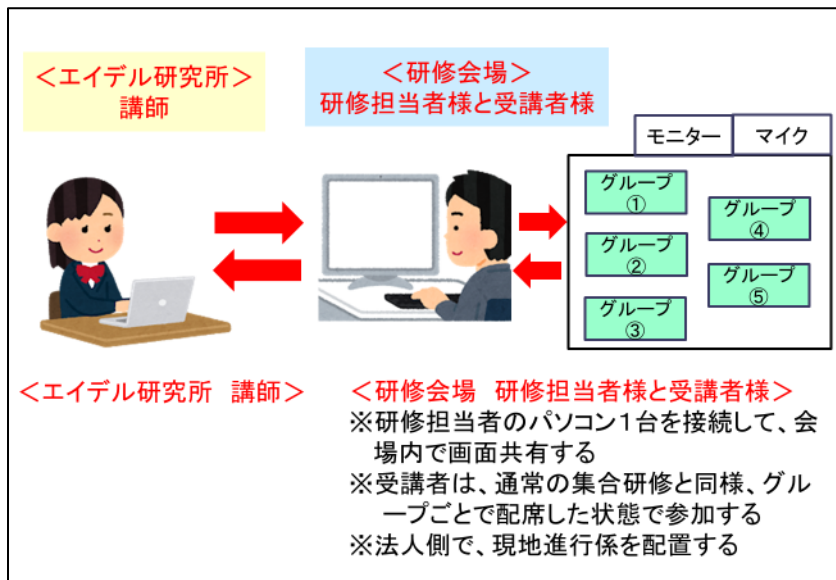 ＜エイデル研究所＞
講師
＜研修会場＞
研修担当者様と受講者様
モニター
マイク
グループ
①
グループ
②
グループ
③
グループ
④
グループ
⑤
＜エイデル研究所　講師＞
＜研修会場　研修担当者様と受講者様＞
※研修担当者のパソコン１台を接続して、会
場内で画面共有する
※受講者は、通常の集合研修と同様、グル
ープごとで配席した状態で参加する
※法人側で、現地進行係を配置する